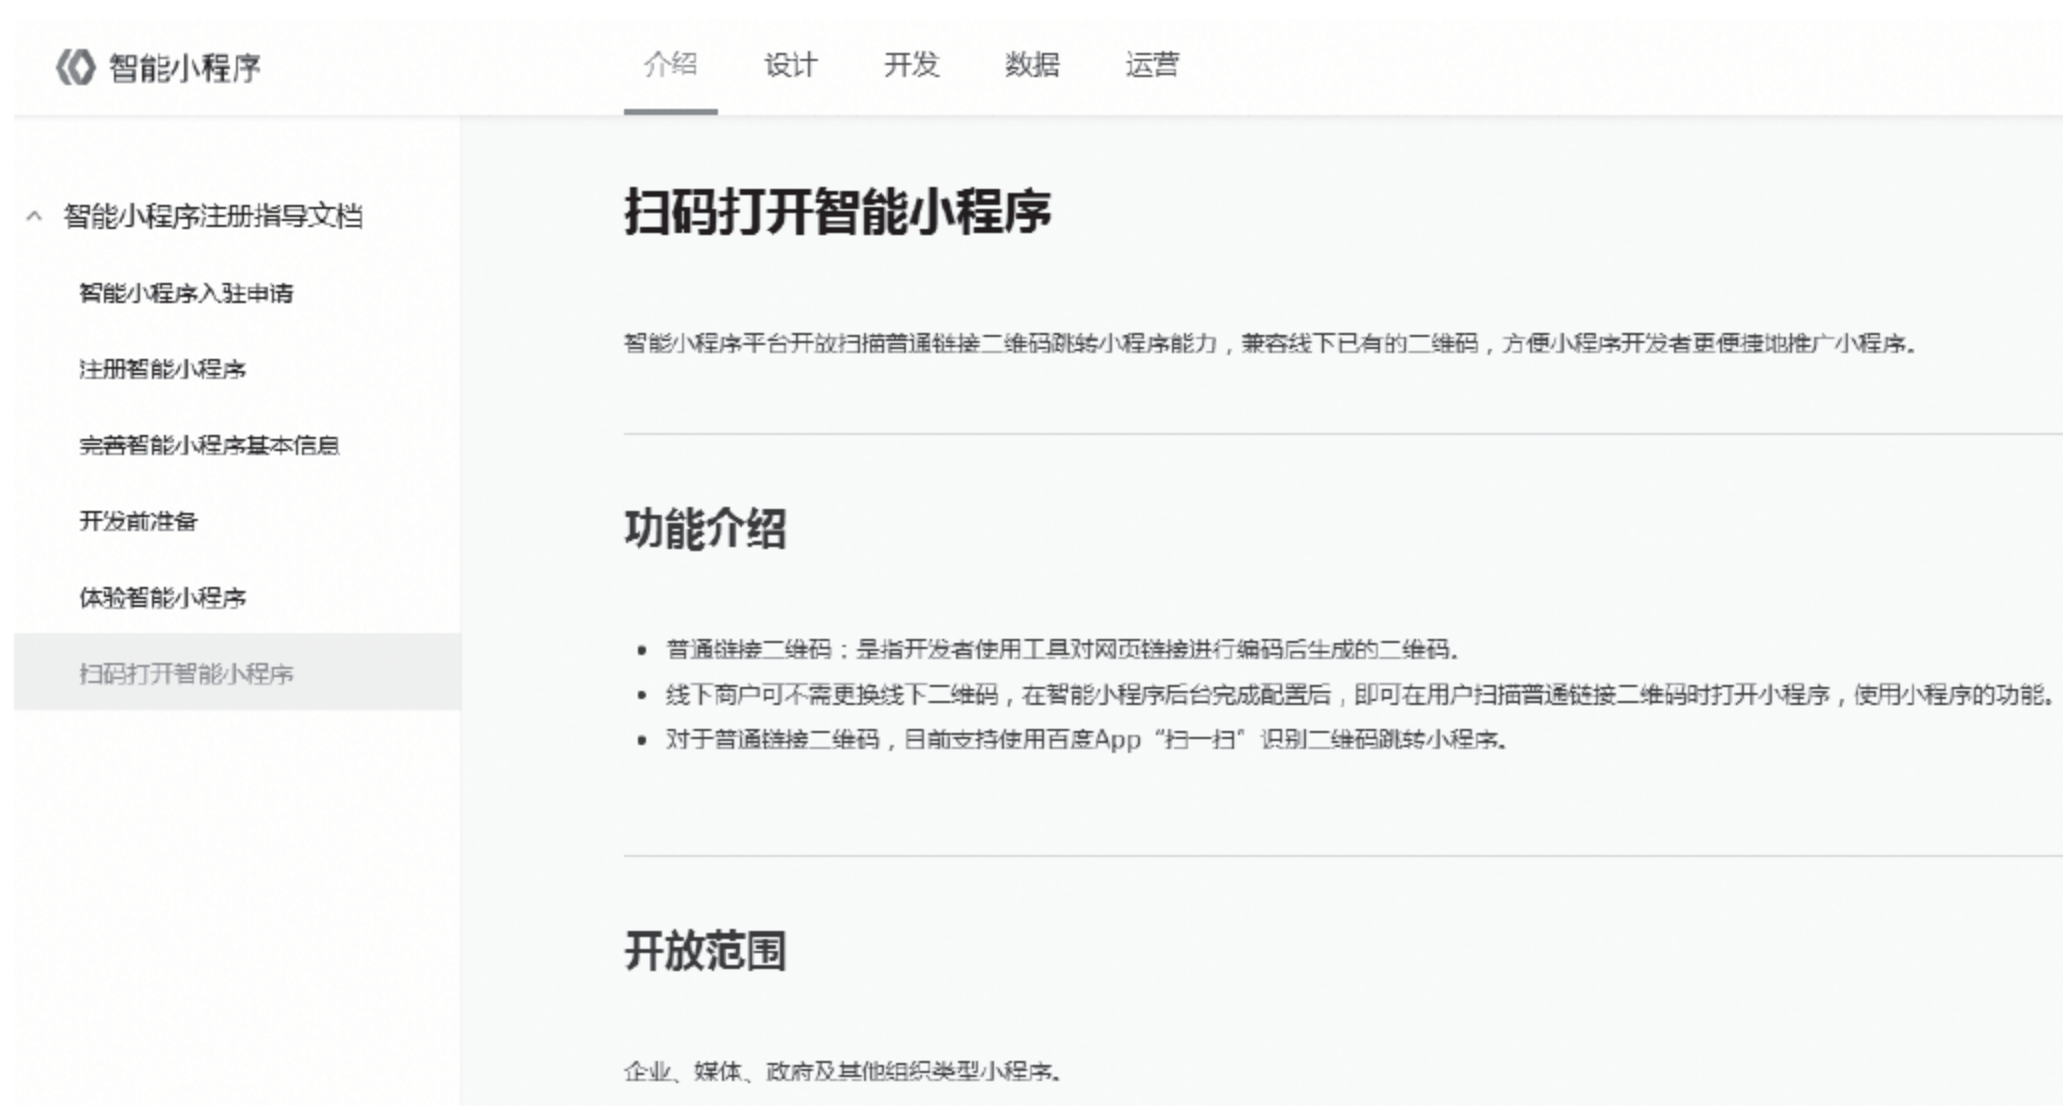 智能小程序
介绍 设计 开发 数据 运营
智能小程序注册指导文档
智能小程序入驻申请
注册智能小程序
完善智能小程序基本信息
开发前准备
体验智能小程序
扫码打开智能小程序
扫码打开智能小程序
智能小程序平台开放扫描普通链接二维码跳转小程序能力，兼容线下已有的二维码，方便小程序开发者更便捷地推广小程序。
功能介绍
• 普通链接二维码：是指开发者使用工具对网页链接进行编码后生成的二维码。
• 线下商户可不需更换线下二维码，在智能小程序后台完成配置后，即可在用户扫描普通链接二维码时打开小程序，使用小程序的功能。
• 对于普通链接二维码，目前支持使用百度App“扫一扫”识别二维码跳转小程序。
开放范围
企业、媒体、政府及其他组织类型小程序。